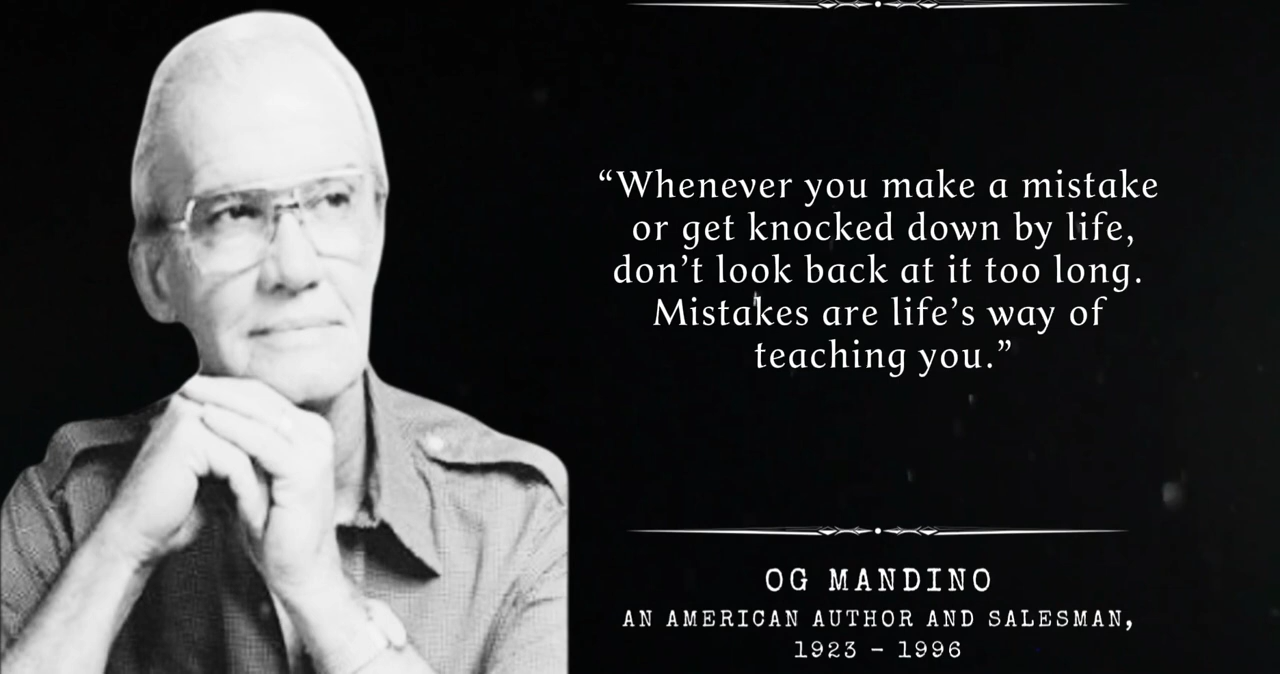 “Whenever you make a mistake
or get knocked down by life,
don’t look back at it too long.
Mistakes are life’s way of
teaching you.”
OG MANDINO
AN AMERICAN AUTHOR AND SALESMAN,
1923 – 1996